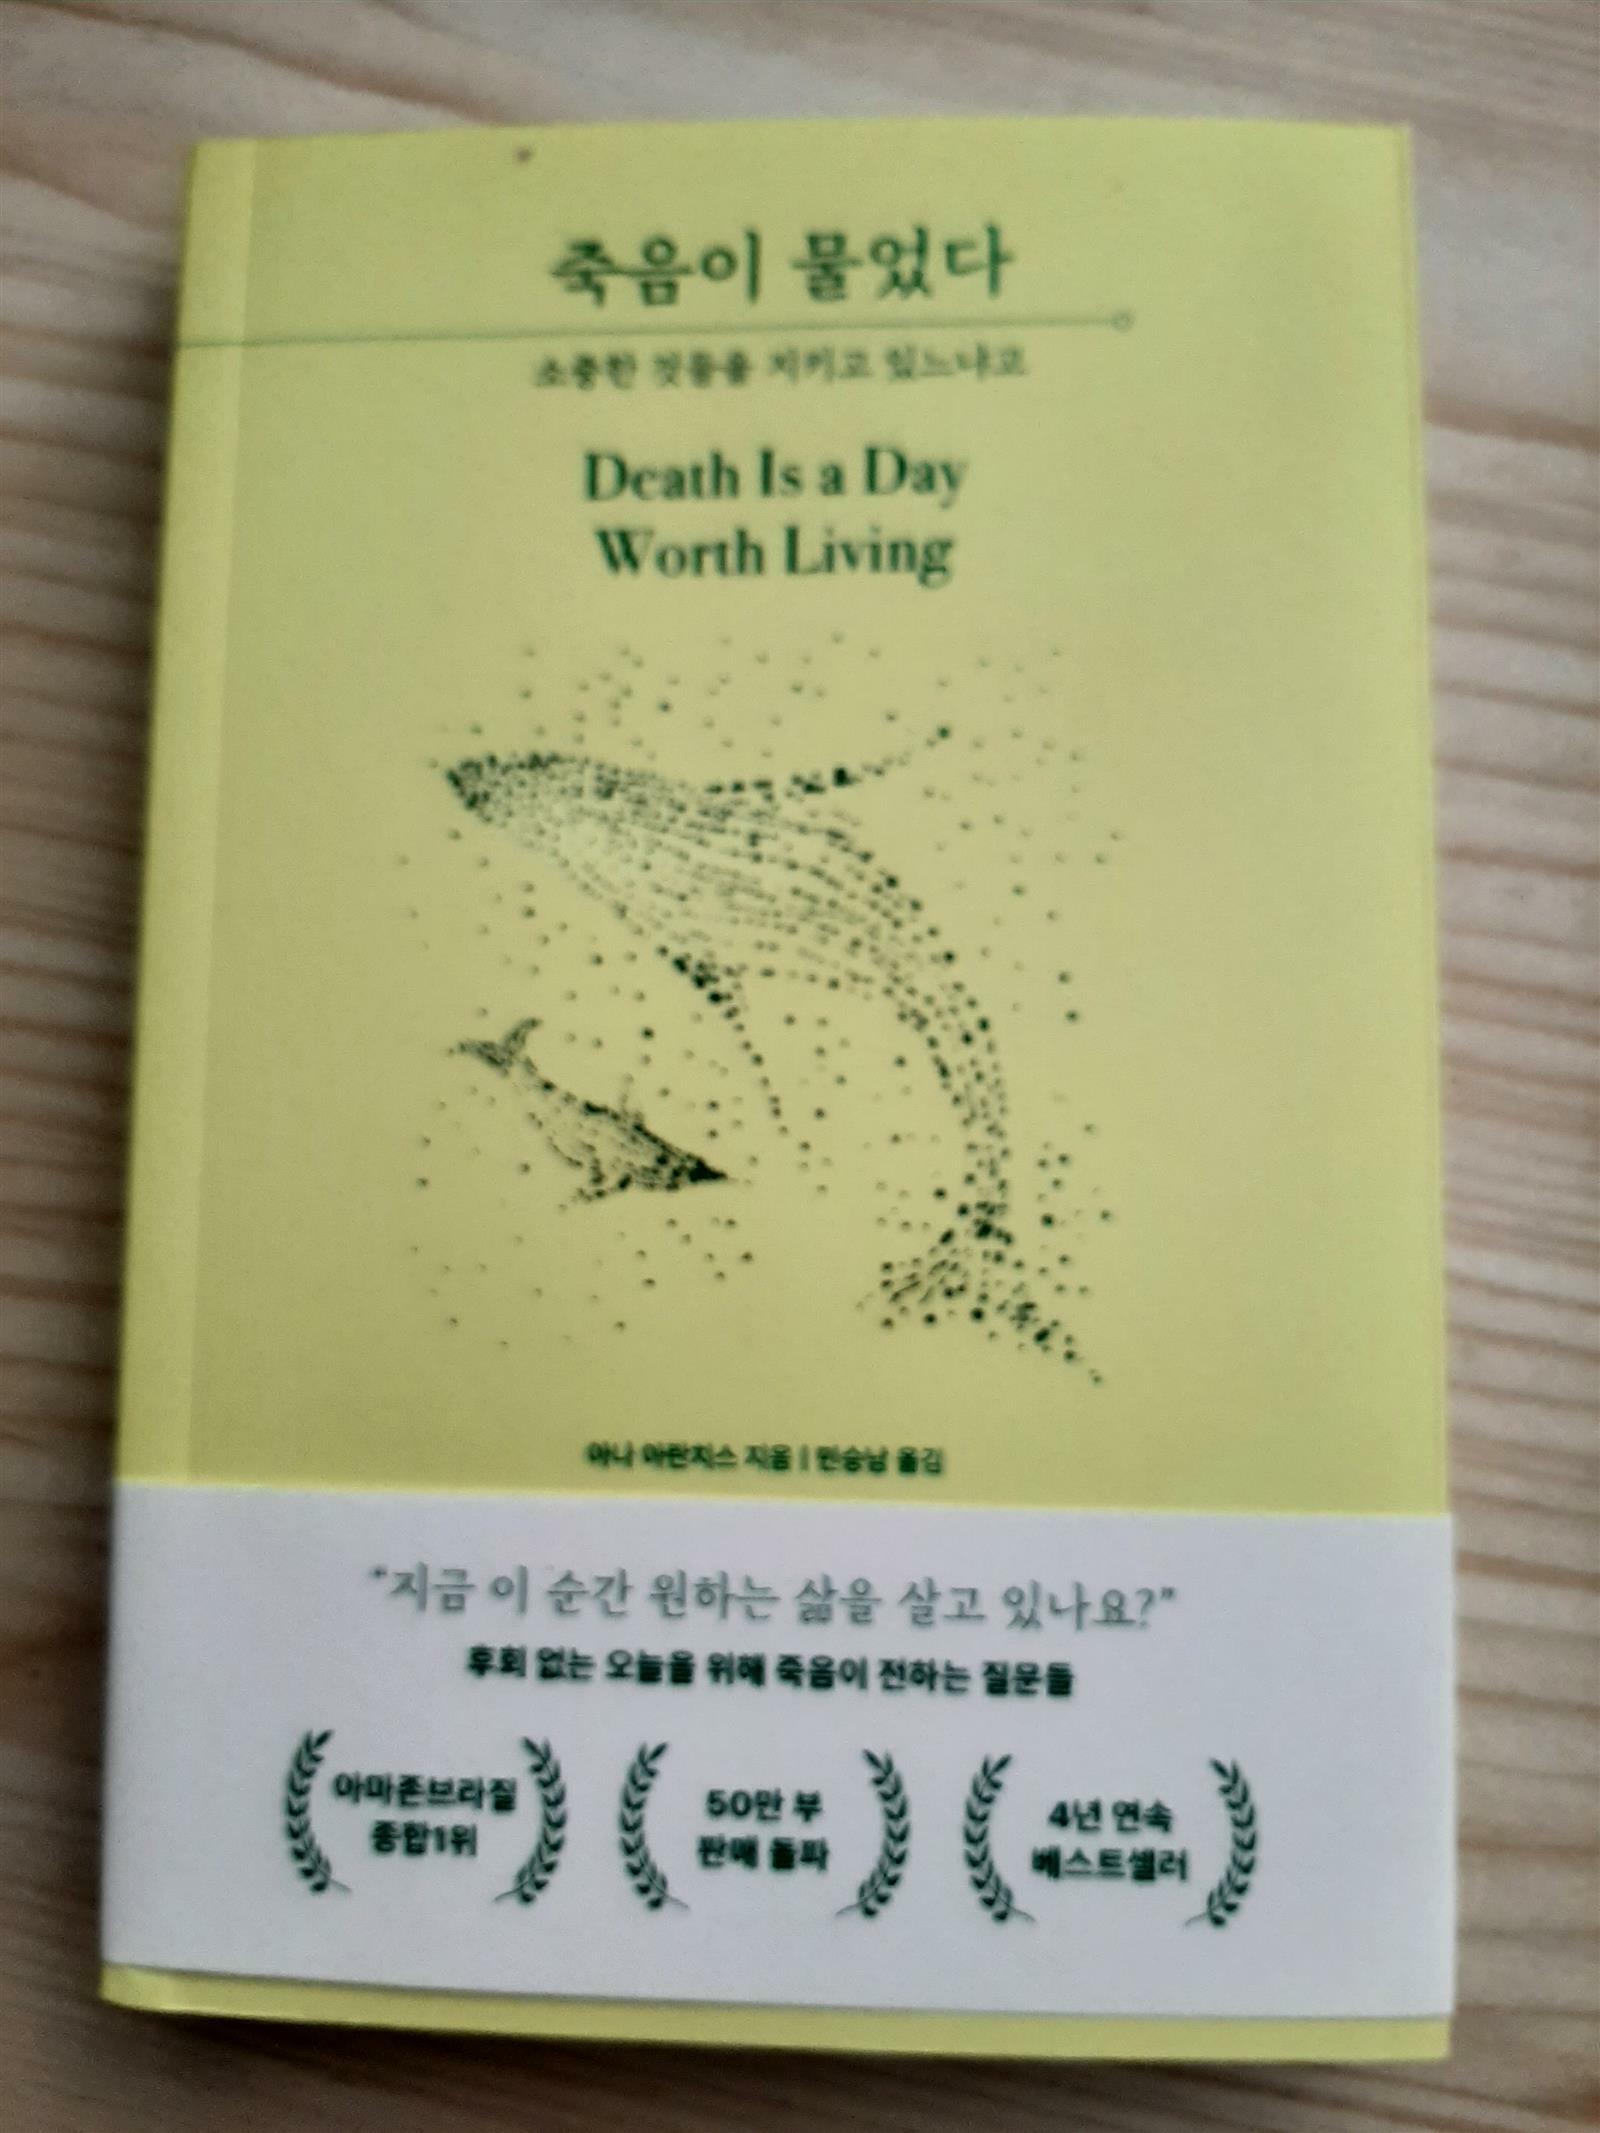 죽음이 물었다
소중한 것들을 지키고 있느냐고
Death Is a Day
Worth Living
아나 아란치스 지음 | 민승남 옮김
"지금 이 순간 원하는 삶을 살고 있나요?"
후회 없는 오늘을 위해 죽음이 전하는 질문들
아마존브라질
종합1위
50만 부
판매 돌파
4년 연속
베스트셀러